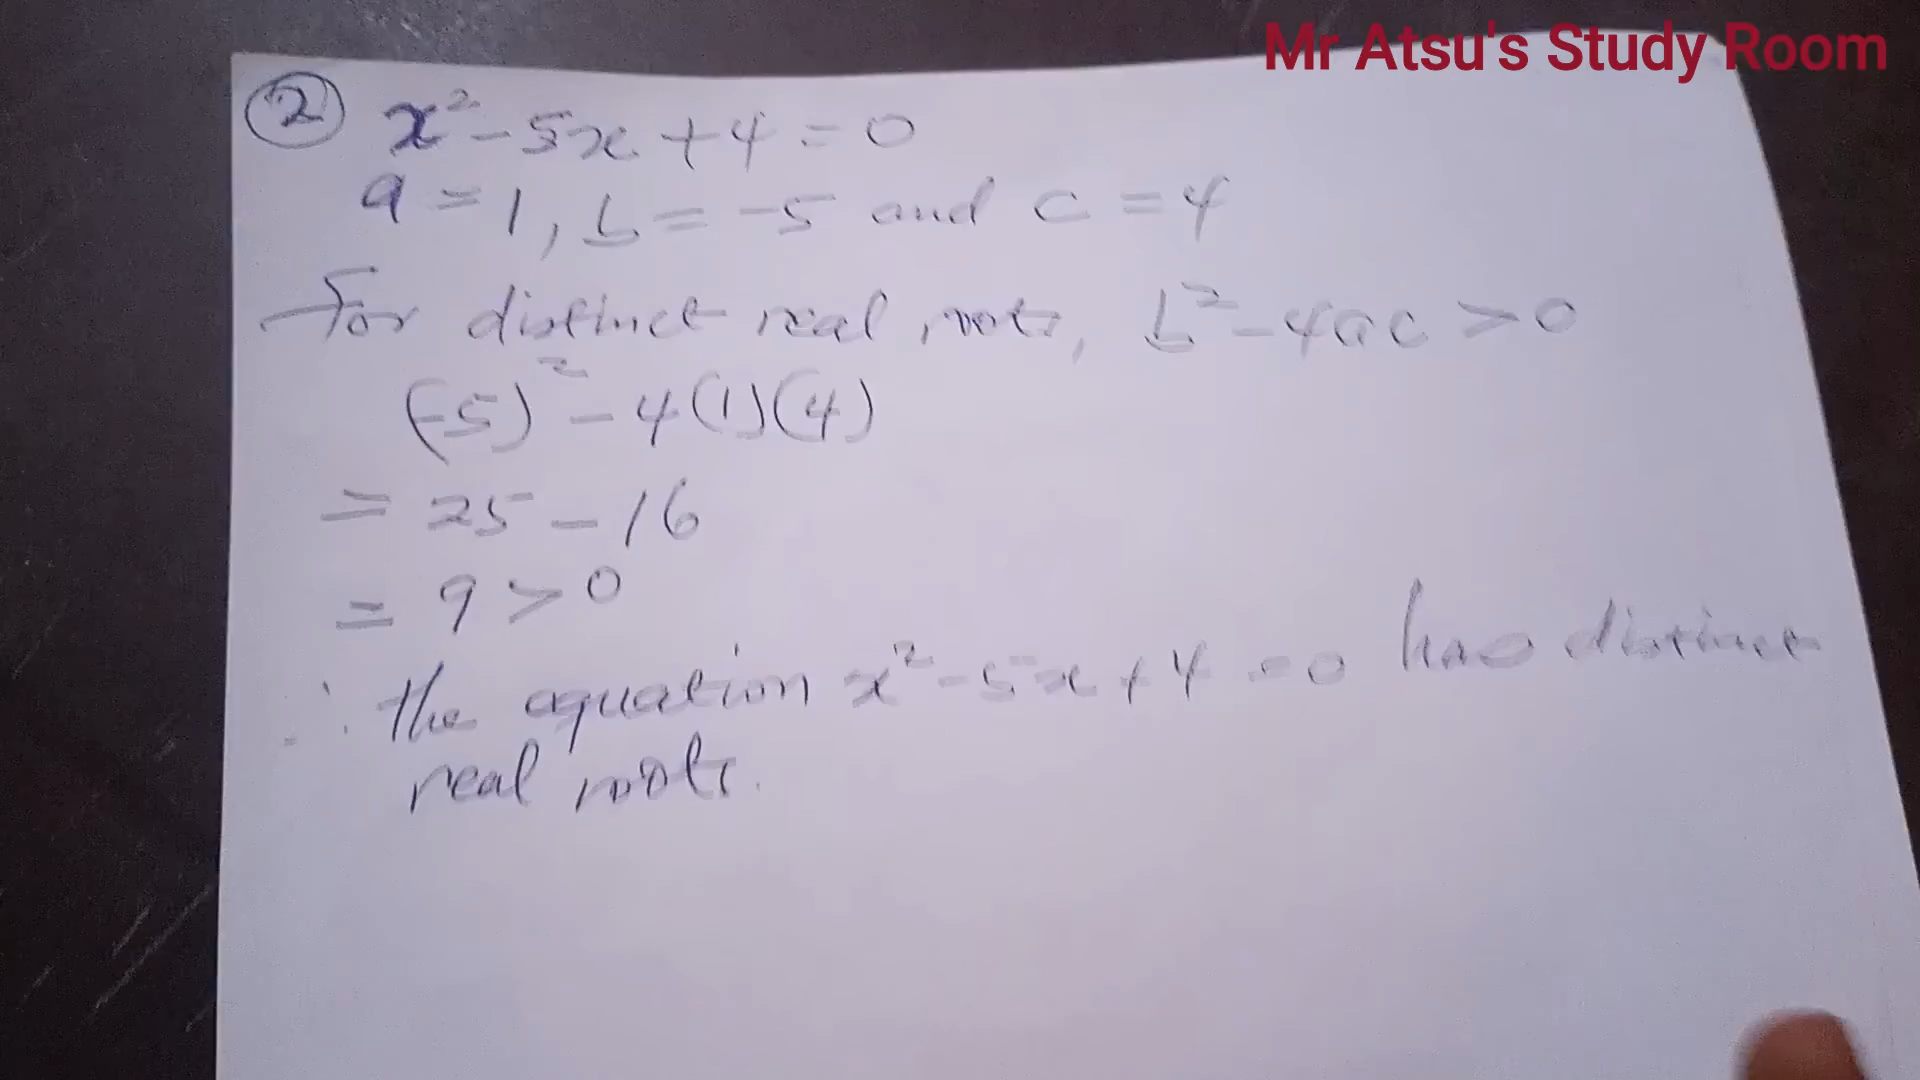 Mr Atsu's Study Room
② x² - 5x + 4 = 0
a = 1, b = -5 and c = 4
For distinct real roots, b² - 4ac > 0
(-5)² - 4(1)(4)
= 25 - 16
= 9 > 0
∴ the equation x² - 5x + 4 = 0 has distinct
real roots.